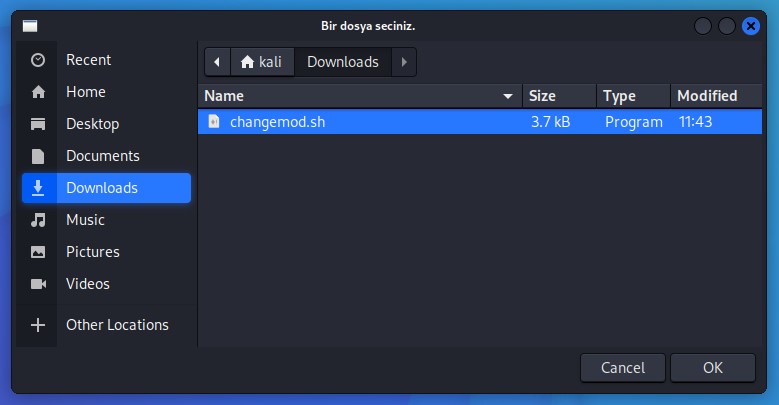 Bir dosya seciniz.
Recent
Home
Desktop
Documents
Downloads
Music
Pictures
Videos
Other Locations
kali Downloads
Name Size Type Modified
changemod.sh 3.7 kB Program 11:43
Cancel OK